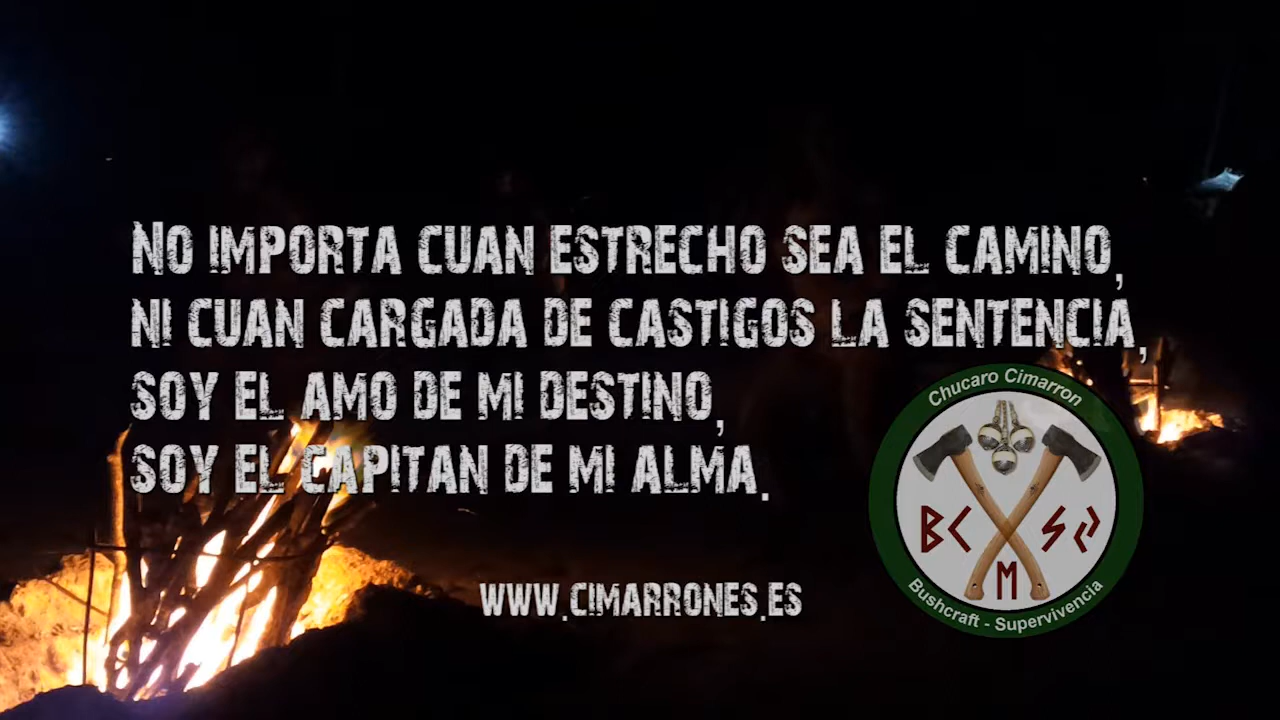 No importa cuan estrecho sea el camino,
ni cuan cargada de castigos la sentencia,
soy el amo de mi destino,
soy el capitan de mi alma.
www.cimarrones.es
Chucaro Cimarron
BC
M
Bushcraft - Supervivencia